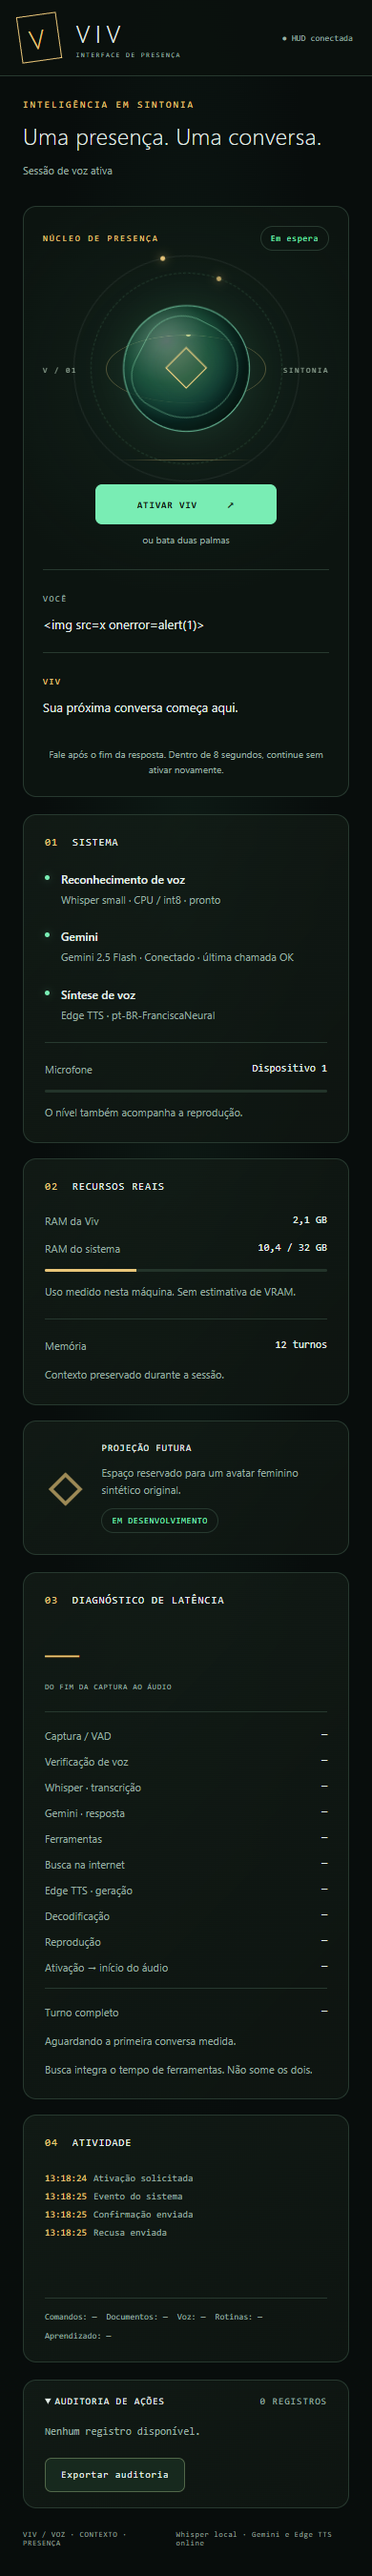 V
VIV
INTERFACE DE PRESENÇA
HUD conectada
INTELIGÊNCIA EM SINTONIA
Uma presença. Uma conversa.
Sessão de voz ativa
NÚCLEO DE PRESENÇA
Em espera
V / 01
SINTONIA
ATIVAR VIV ↗
ou bata duas palmas
VOCÊ
<img src=x onerror=alert(1)>
VIV
Sua próxima conversa começa aqui.
Fale após o fim da resposta. Dentro de 8 segundos, continue sem
ativar novamente.
01 SISTEMA
Reconhecimento de voz
Whisper small · CPU / int8 · pronto
Gemini
Gemini 2.5 Flash · Conectado · última chamada OK
Síntese de voz
Edge TTS · pt-BR-FranciscaNeural
Microfone Dispositivo 1
O nível também acompanha a reprodução.
02 RECURSOS REAIS
RAM da Viv 2,1 GB
RAM do sistema 10,4 / 32 GB
Uso medido nesta máquina. Sem estimativa de VRAM.
Memória 12 turnos
Contexto preservado durante a sessão.
PROJEÇÃO FUTURA
Espaço reservado para um avatar feminino
sintético original.
EM DESENVOLVIMENTO
03 DIAGNÓSTICO DE LATÊNCIA
—
DO FIM DA CAPTURA AO ÁUDIO
Captura / VAD —
Verificação de voz —
Whisper · transcrição —
Gemini · resposta —
Ferramentas —
Busca na internet —
Edge TTS · geração —
Decodificação —
Reprodução —
Ativação → início do áudio —
Turno completo —
Aguardando a primeira conversa medida.
Busca integra o tempo de ferramentas. Não some os dois.
04 ATIVIDADE
13:18:24 Ativação solicitada
13:18:25 Evento do sistema
13:18:25 Confirmação enviada
13:18:25 Recusa enviada
Comandos: — Documentos: — Voz: — Rotinas: —
Aprendizado: —
▼ AUDITORIA DE AÇÕES 0 REGISTROS
Nenhum registro disponível.
Exportar auditoria
VIV / VOZ · CONTEXTO ·
PRESENÇA
Whisper local · Gemini e Edge TTS
online